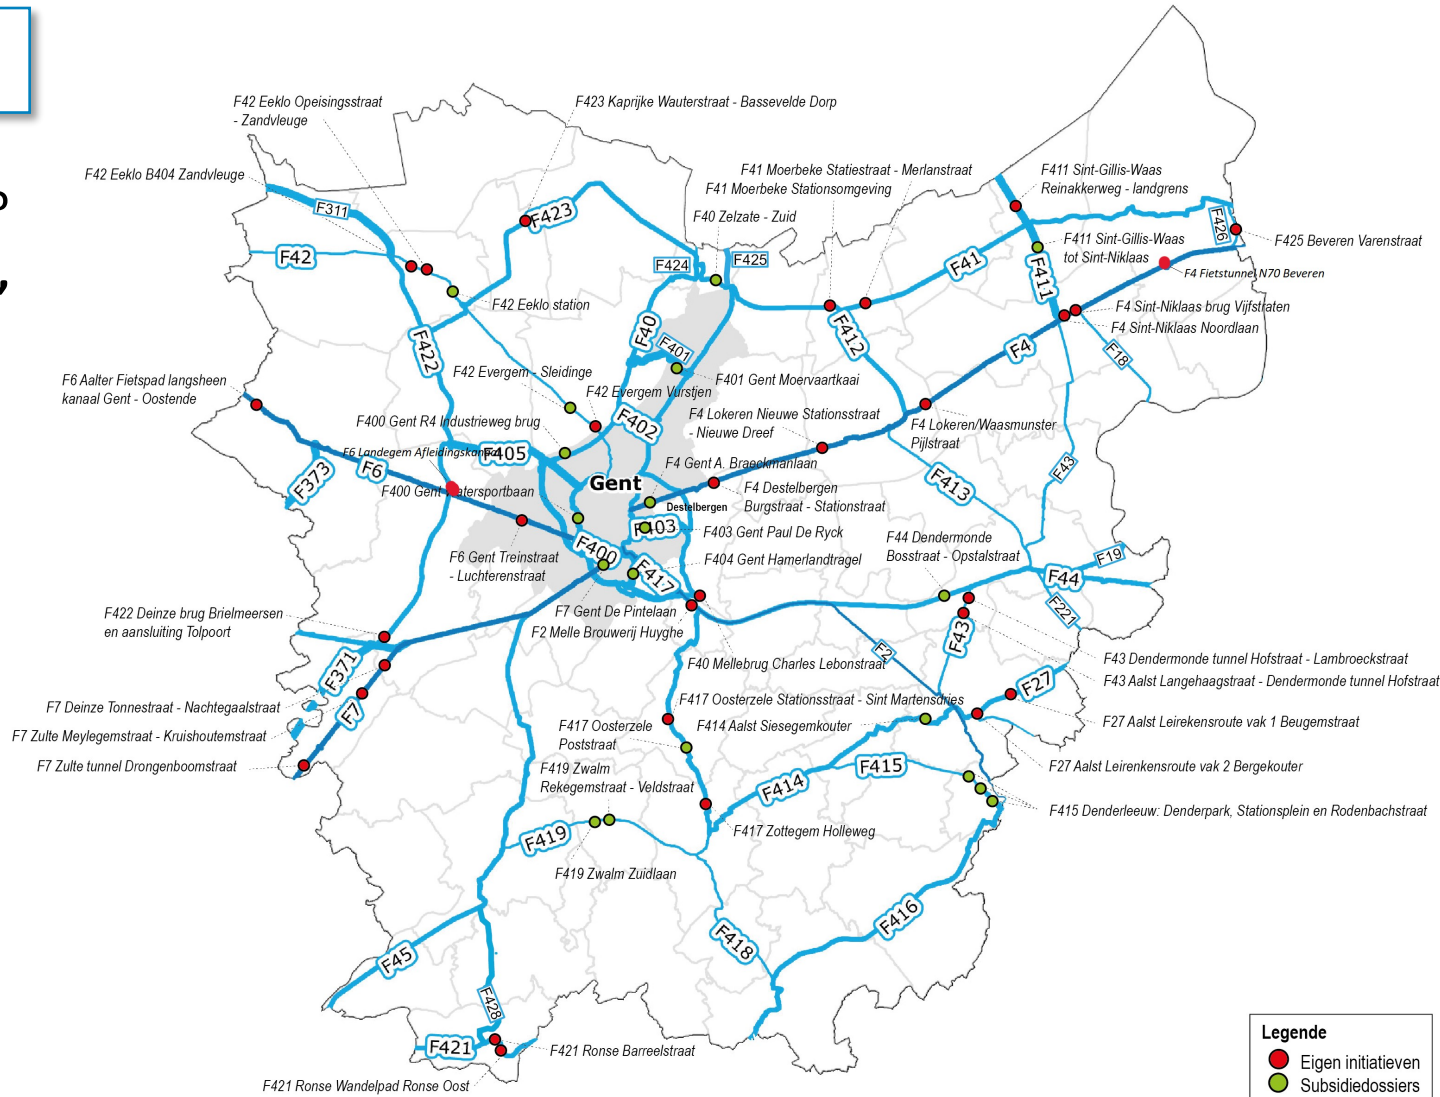 F42 Eeklo Opeisingsstraat
- Zandvleuge
F423 Kaprijke Wauterstraat - Bassevelde Dorp
F42 Eeklo B404 Zandvleuge
F41 Moerbeke Statiestraat - Merlanstraat
F41 Moerbeke Stationsomgeving
F411 Sint-Gillis-Waas
Reinakkerweg - landgrens
F40 Zelzate - Zuid
F311
F423
F426
F425 Beveren Varenstraat
F411 Sint-Gillis-Waas
tot Sint-Niklaas
F42
F424
F425
F41
F411
F4 Fietstunnel N70 Beveren
F42 Eeklo station
F4 Sint-Niklaas brug Vijfstraten
F4 Sint-Niklaas Noordlaan
F40
F412
F4
F18
F422
F401
F42 Evergem - Sleidinge
F401 Gent Moervaartkaai
F6 Aalter Fietspad langsheen
kanaal Gent - Oostende
F42 Evergem Vurstjen
F400 Gent R4 Industrieweg brug
F402
F4 Lokeren Nieuwe Stationsstraat
- Nieuwe Dreef
F4 Lokeren/Waasmunster
Pijlstraat
F6 Landegem Afleidingskanaal
F405
F6
F373
F4 Gent A. Braeckmanlaan
F43
F413
Gent
F400 Gent Watersportbaan
F4 Destelbergen
Burgstraat - Stationstraat
Destelbergen
F403
F403 Gent Paul De Ryck
F44 Dendermonde
Bosstraat - Opstalstraat
F6 Gent Treinstraat
- Luchterenstraat
F400
F404 Gent Hamerlandtragel
F19
F417
F44
F221
F7 Gent De Pintelaan
F2 Melle Brouwerij Huyghe
F422 Deinze brug Brielmeersen
en aansluiting Tolpoort
F43
F2
F40 Mellebrug Charles Lebonstraat
F43 Dendermonde tunnel Hofstraat - Lambroeckstraat
F43 Aalst Langehaagstraat - Dendermonde tunnel Hofstraat
F371
F27
F7 Deinze Tonnestraat - Nachtegaalstraat
F7
F417 Oosterzele Stationsstraat - Sint Martensdries
F27 Aalst Leirekensroute vak 1 Beugemstraat
F7 Zulte Meylegemstraat - Kruishoutemstraat
F417 Oosterzele
Poststraat
F414 Aalst Siesegemkouter
F7 Zulte tunnel Drongenboomstraat
F419 Zwalm
Rekegemstraat - Veldstraat
F415
F27 Aalst Leirenkensroute vak 2 Bergekouter
F414
F415 Denderleeuw: Denderpark, Stationsplein en Rodenbachstraat
F419
F417 Zottegem Holleweg
F419 Zwalm Zuidlaan
F416
F418
F45
F428
F421
F421 Ronse Barreelstraat
F421 Ronse Wandelpad Ronse Oost
Legende
Eigen initiatieven
Subsidiedossiers